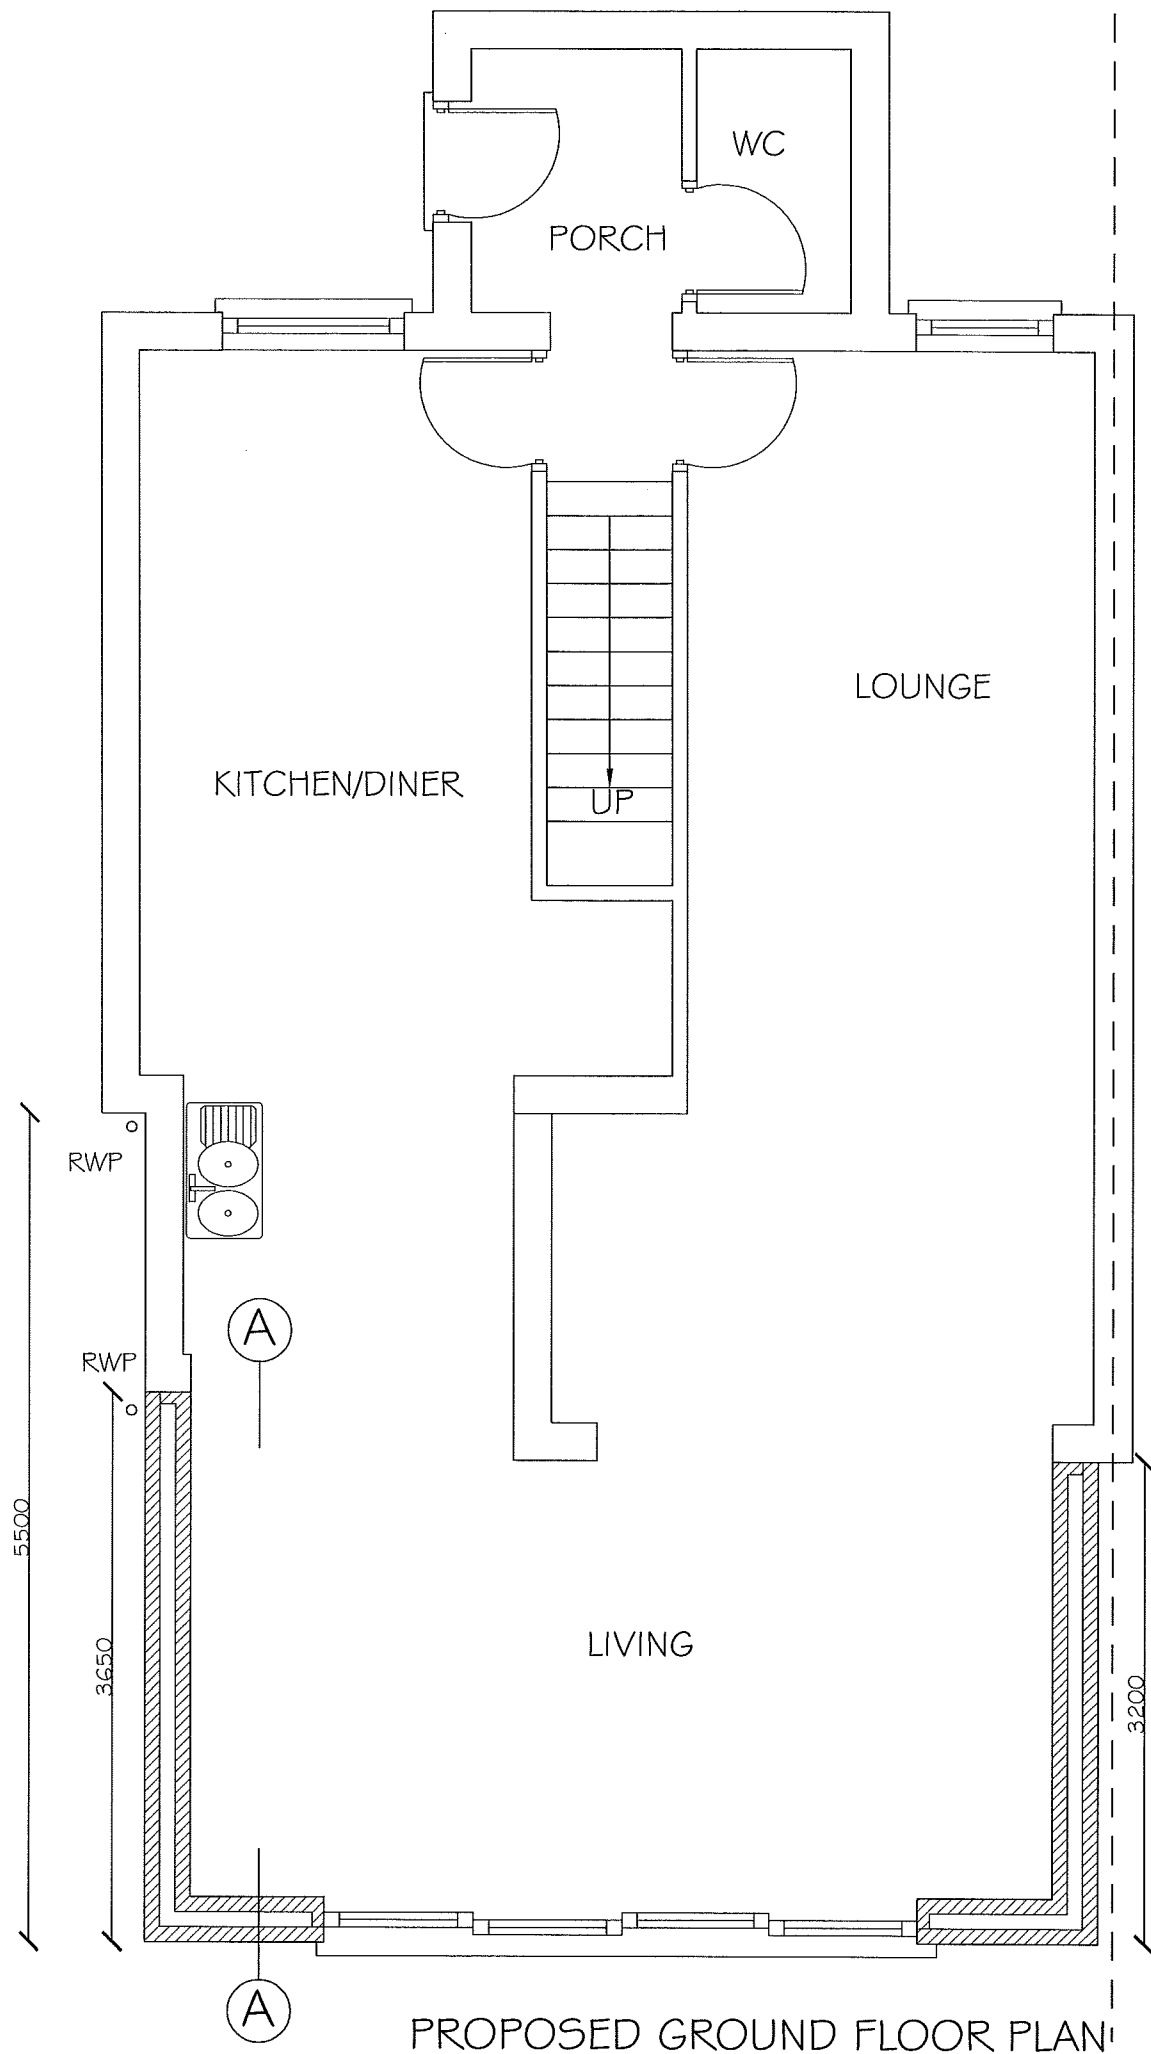 WC
PORCH
LOUNGE
KITCHEN/DINER
UP
RWP
A
RWP
5500
3650
LIVING
3200
A
PROPOSED GROUND FLOOR PLAN